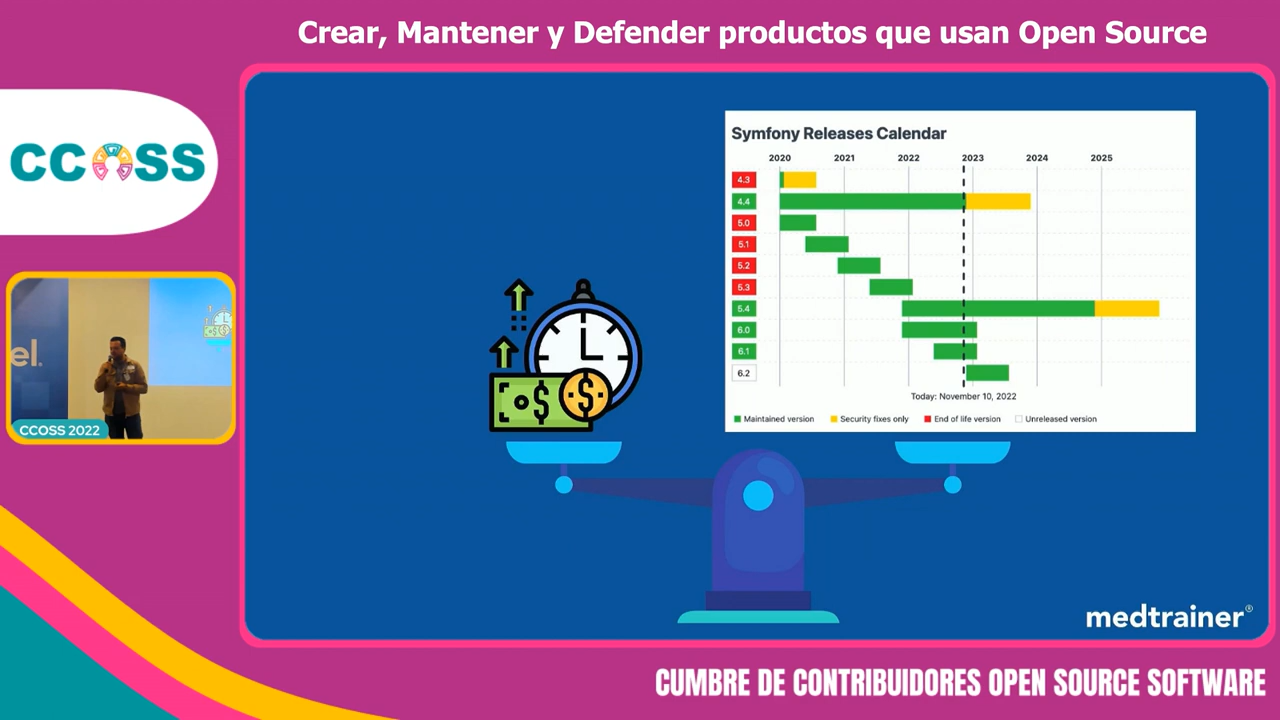 Crear, Mantener y Defender productos que usan Open Source
CCOSS
el.
CCOSS 2022
Symfony Releases Calendar
2020 2021 2022 2023 2024 2025
4.3
4.4
5.0
5.1
5.2
5.3
5.4
6.0
6.1
6.2
Today: November 10, 2022
Maintained version Security fixes only End of life version Unreleased version
medtrainer®
CUMBRE DE CONTRIBUIDORES OPEN SOURCE SOFTWARE